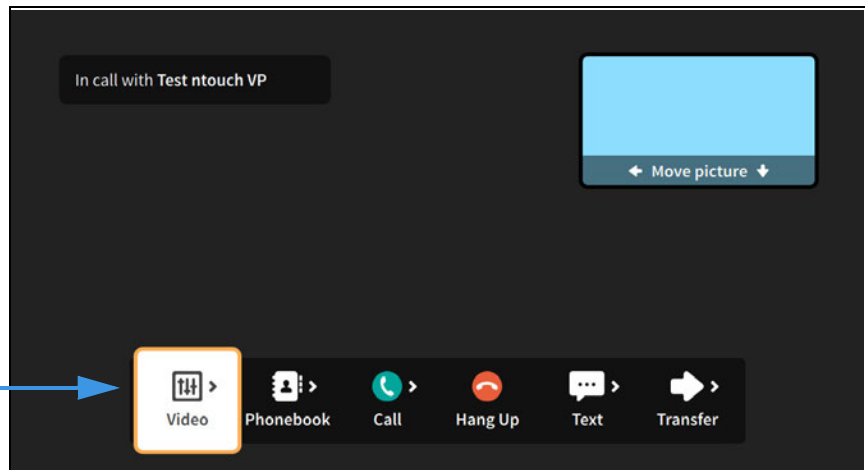 In call with Test ntouch VP
Move picture
Video
Phonebook
Call
Hang Up
Text
Transfer